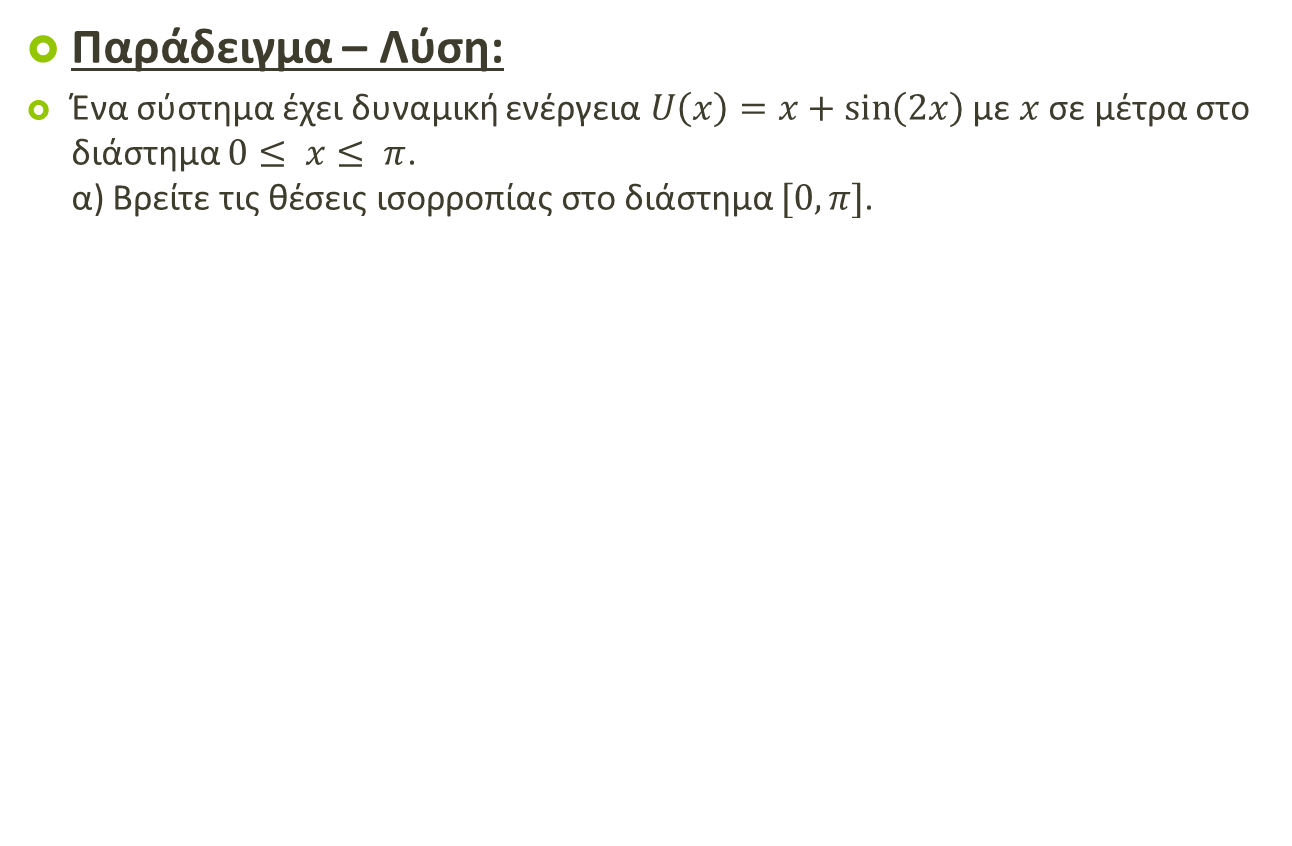 Παράδειγμα – Λύση:
Ένα σύστημα έχει δυναμική ενέργεια 𝑈(𝑥) = 𝑥 + sin(2𝑥) με 𝑥 σε μέτρα στο
διάστημα 0 ≤ 𝑥 ≤ 𝜋.
α) Βρείτε τις θέσεις ισορροπίας στο διάστημα [0, 𝜋].